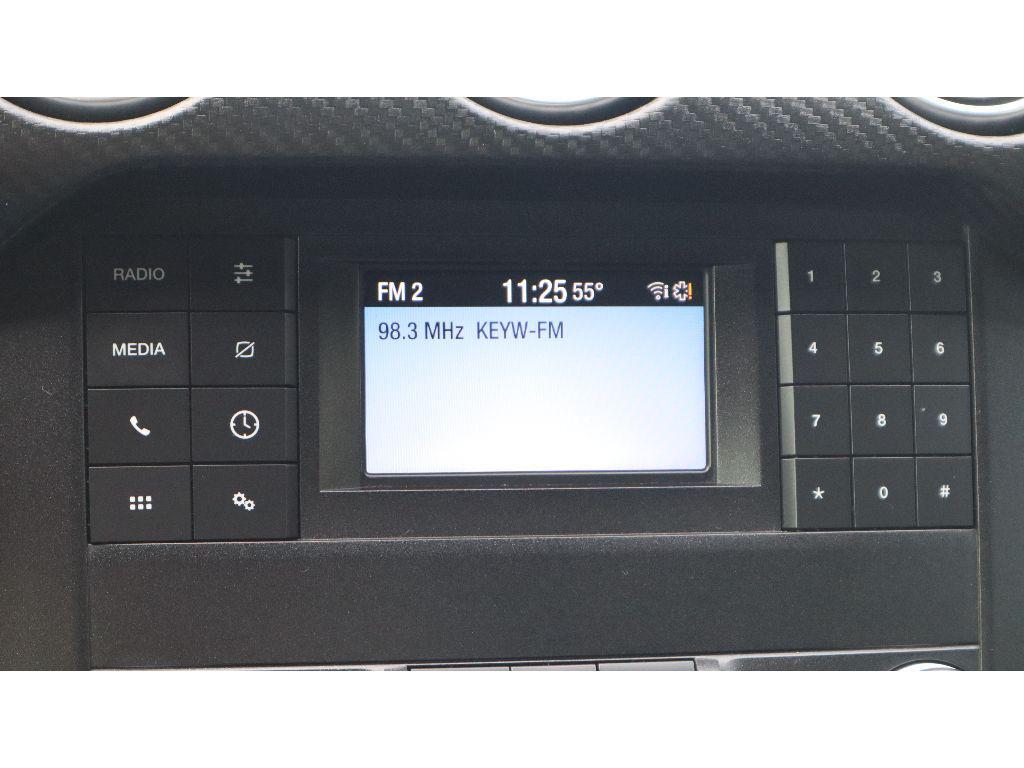 RADIO
MEDIA
FM 2 11:25 55°
98.3 MHz KEYW-FM
1 2 3
4 5 6
7 8 9
* 0 #